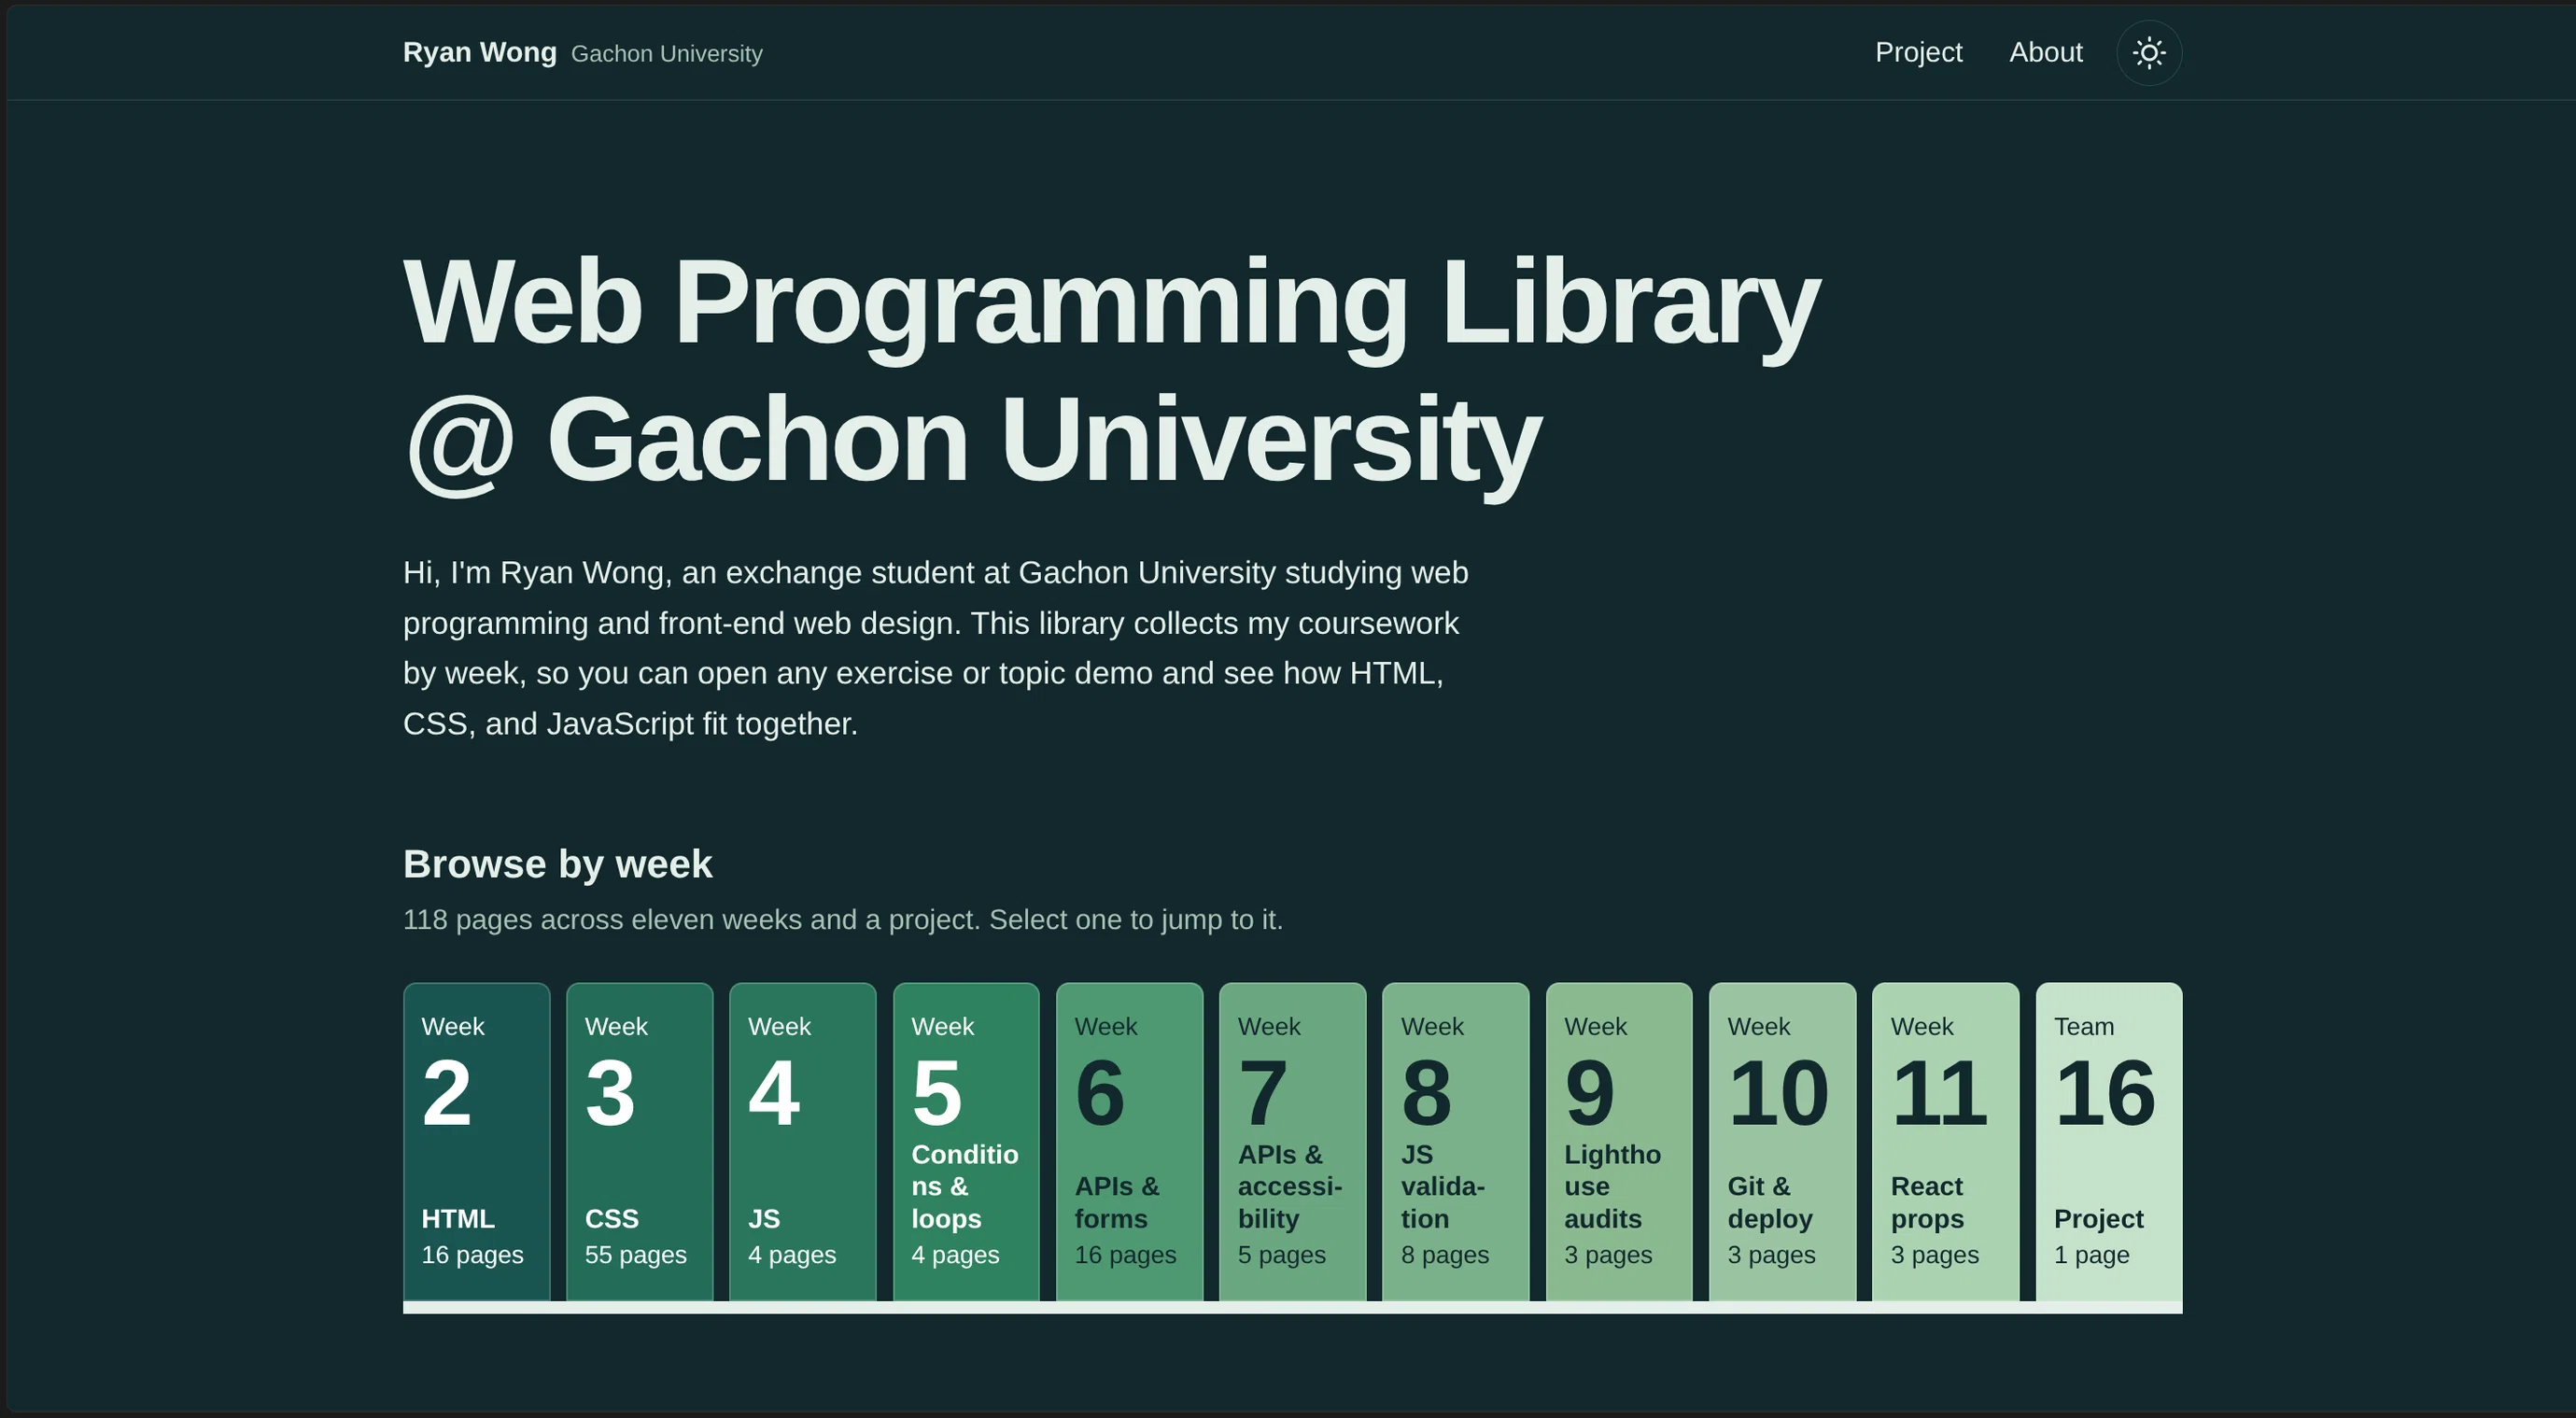 Ryan Wong Gachon University
Project About
Web Programming Library
@ Gachon University
Hi, I'm Ryan Wong, an exchange student at Gachon University studying web
programming and front-end web design. This library collects my coursework
by week, so you can open any exercise or topic demo and see how HTML,
CSS, and JavaScript fit together.
Browse by week
118 pages across eleven weeks and a project. Select one to jump to it.
Week
2
HTML
16 pages
Week
3
CSS
55 pages
Week
4
JS
4 pages
Week
5
Conditio
ns &
loops
4 pages
Week
6
APIs &
forms
16 pages
Week
7
APIs &
accessi-
bility
5 pages
Week
8
JS
valida-
tion
8 pages
Week
9
Lightho
use
audits
3 pages
Week
10
Git &
deploy
3 pages
Week
11
React
props
3 pages
Team
16
Project
1 page